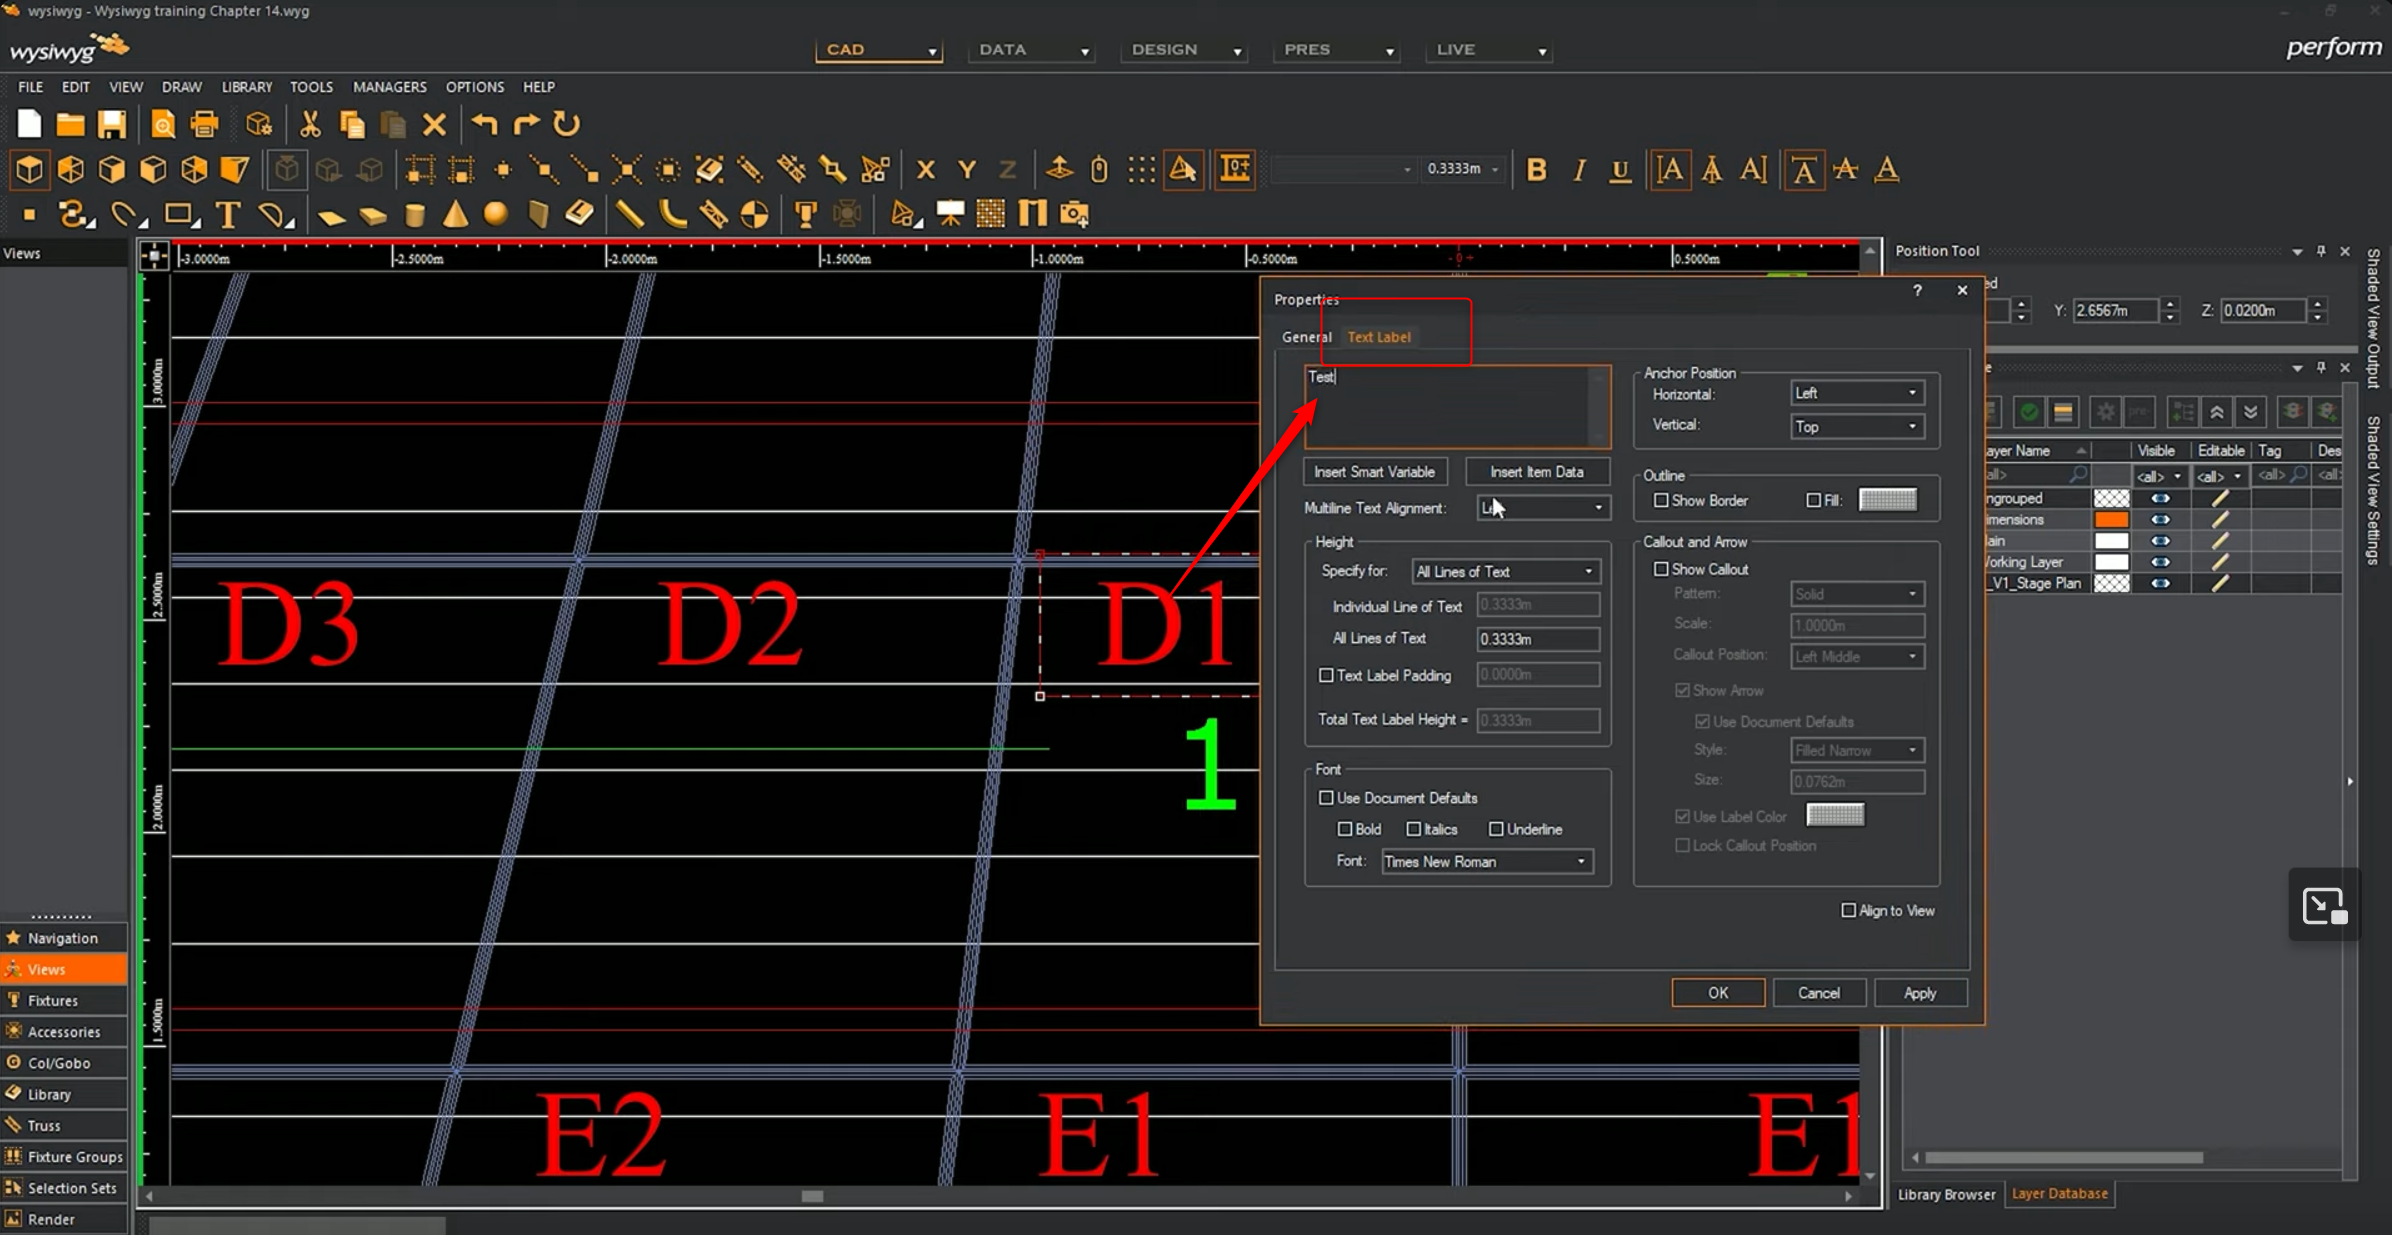 wysiwyg - Wysiwyg training Chapter 14.wyg
wysiwyg
CAD
DATA
DESIGN
PRES
LIVE
perform
FILE
EDIT
VIEW
DRAW
LIBRARY
TOOLS
MANAGERS
OPTIONS
HELP
X
Y
Z
0.3333m
B
I
U
Views
-3.0000m
-2.5000m
-2.0000m
-1.5000m
-1.0000m
-0.5000m
-0+
0.5000m
3.0000m
2.5000m
2.0000m
1.5000m
D3
D2
D1
1
E2
E1
E1
Properties
General
Text Label
Test
Insert Smart Variable
Insert Item Data
Multiline Text Alignment:
Height
Specify for:
All Lines of Text
Individual Line of Text
0.3333m
All Lines of Text
0.3333m
Text Label Padding
0.0000m
Total Text Label Height =
0.3333m
Font
Use Document Defaults
Bold
Italics
Underline
Font:
Times New Roman
Anchor Position
Horizontal:
Left
Vertical:
Top
Outline
Show Border
Fill:
Callout and Arrow
Show Callout
Pattern:
Solid
Scale:
1.0000m
Callout Position:
Left Middle
Show Arrow
Use Document Defaults
Style:
Filled Narrow
Size:
0.0762m
Use Label Color
Lock Callout Position
Align to View
OK
Cancel
Apply
Position Tool
ed
Y:
2.6567m
Z:
0.0200m
e
pre-
ayer Name
Visible
Editable
Tag
Des
all>
<all>
<all>
<all>
<all
ngrouped
imensions
ain
orking Layer
_V1_Stage Plan
Library Browser
Layer Database
Shaded View Output
Shaded View Settings
Navigation
Views
Fixtures
Accessories
Col/Gobo
Library
Truss
Fixture Groups
Selection Sets
Render